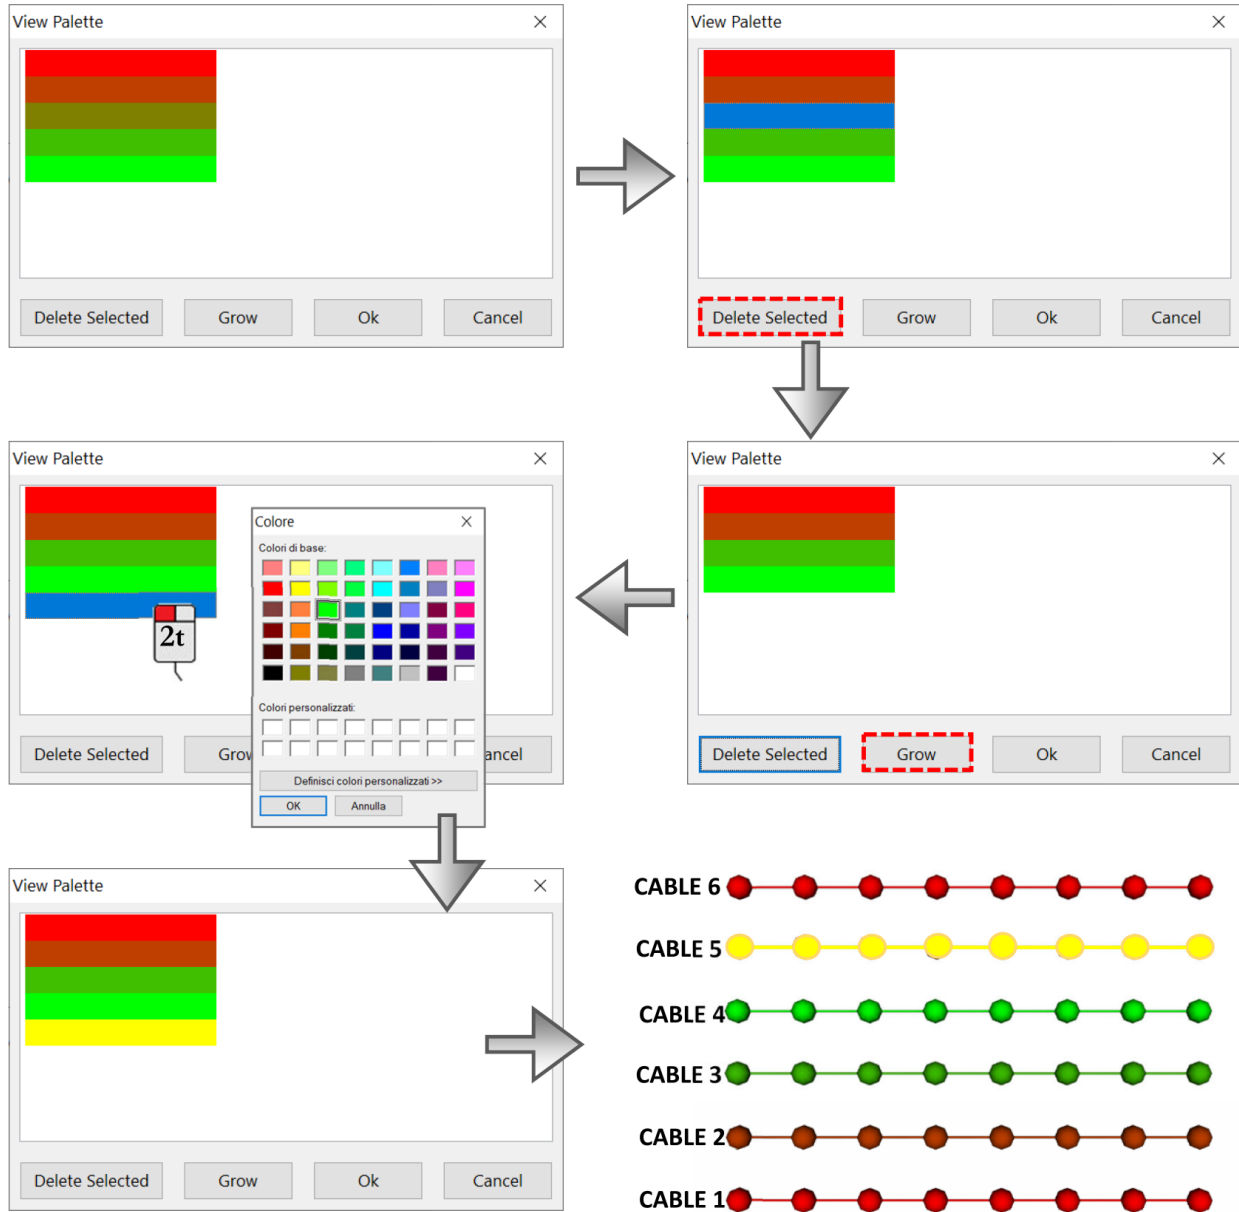 View Palette
Delete Selected
Grow
Ok
Cancel
View Palette
Delete Selected
Grow
Ok
Cancel
View Palette
2t
Delete Selected
Grow
ancel
Colore
Colori di base:
Colori personalizzati:
Definisci colori personalizzati >>
OK
Annulla
View Palette
Delete Selected
Grow
Ok
Cancel
View Palette
Delete Selected
Grow
Ok
Cancel
CABLE 6
CABLE 5
CABLE 4
CABLE 3
CABLE 2
CABLE 1